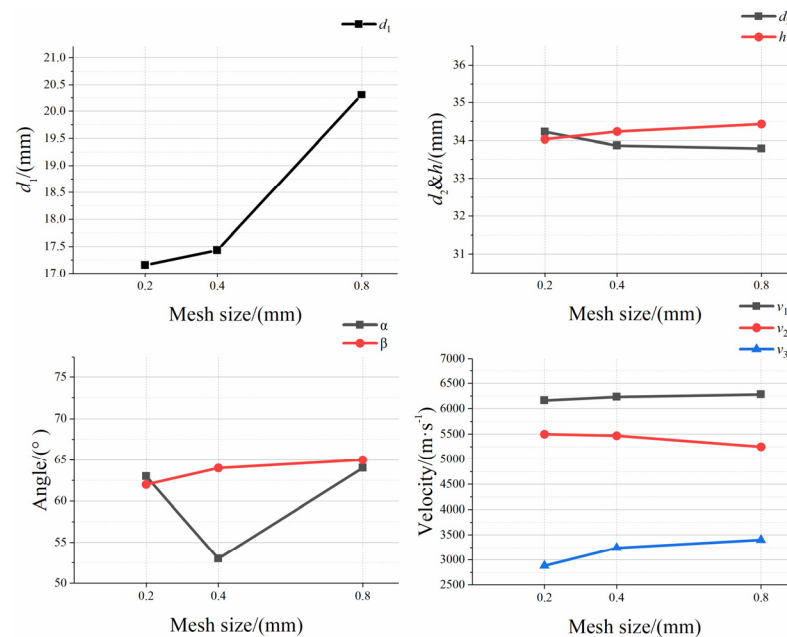 d₁
21.0
20.5
20.0
19.5
19.0
18.5
18.0
17.5
17.0
d₁/(mm)
0.2
0.4
0.8
Mesh size/(mm)
d
h
36
35
34
33
32
31
d₂&h/(mm)
0.2
0.4
0.8
Mesh size/(mm)
α
β
75
70
65
60
55
50
Angle/(° )
0.2
0.4
0.8
Mesh size/(mm)
v₁
v₂
v₃
7000
6500
6000
5500
5000
4500
4000
3500
3000
2500
Velocity/(m·s⁻¹)
0.2
0.4
0.8
Mesh size/(mm)